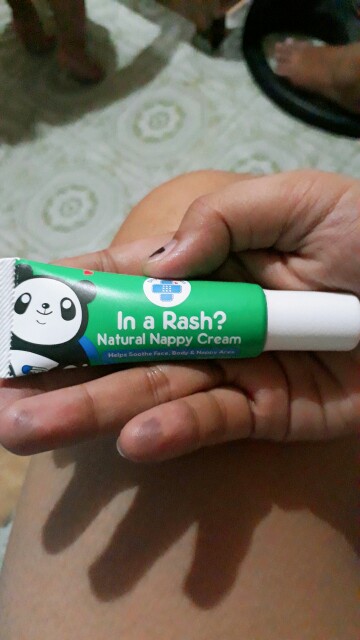 In a Rash?
Natural Nappy Cream
Helps Soothe Face, Body & Nappy Area